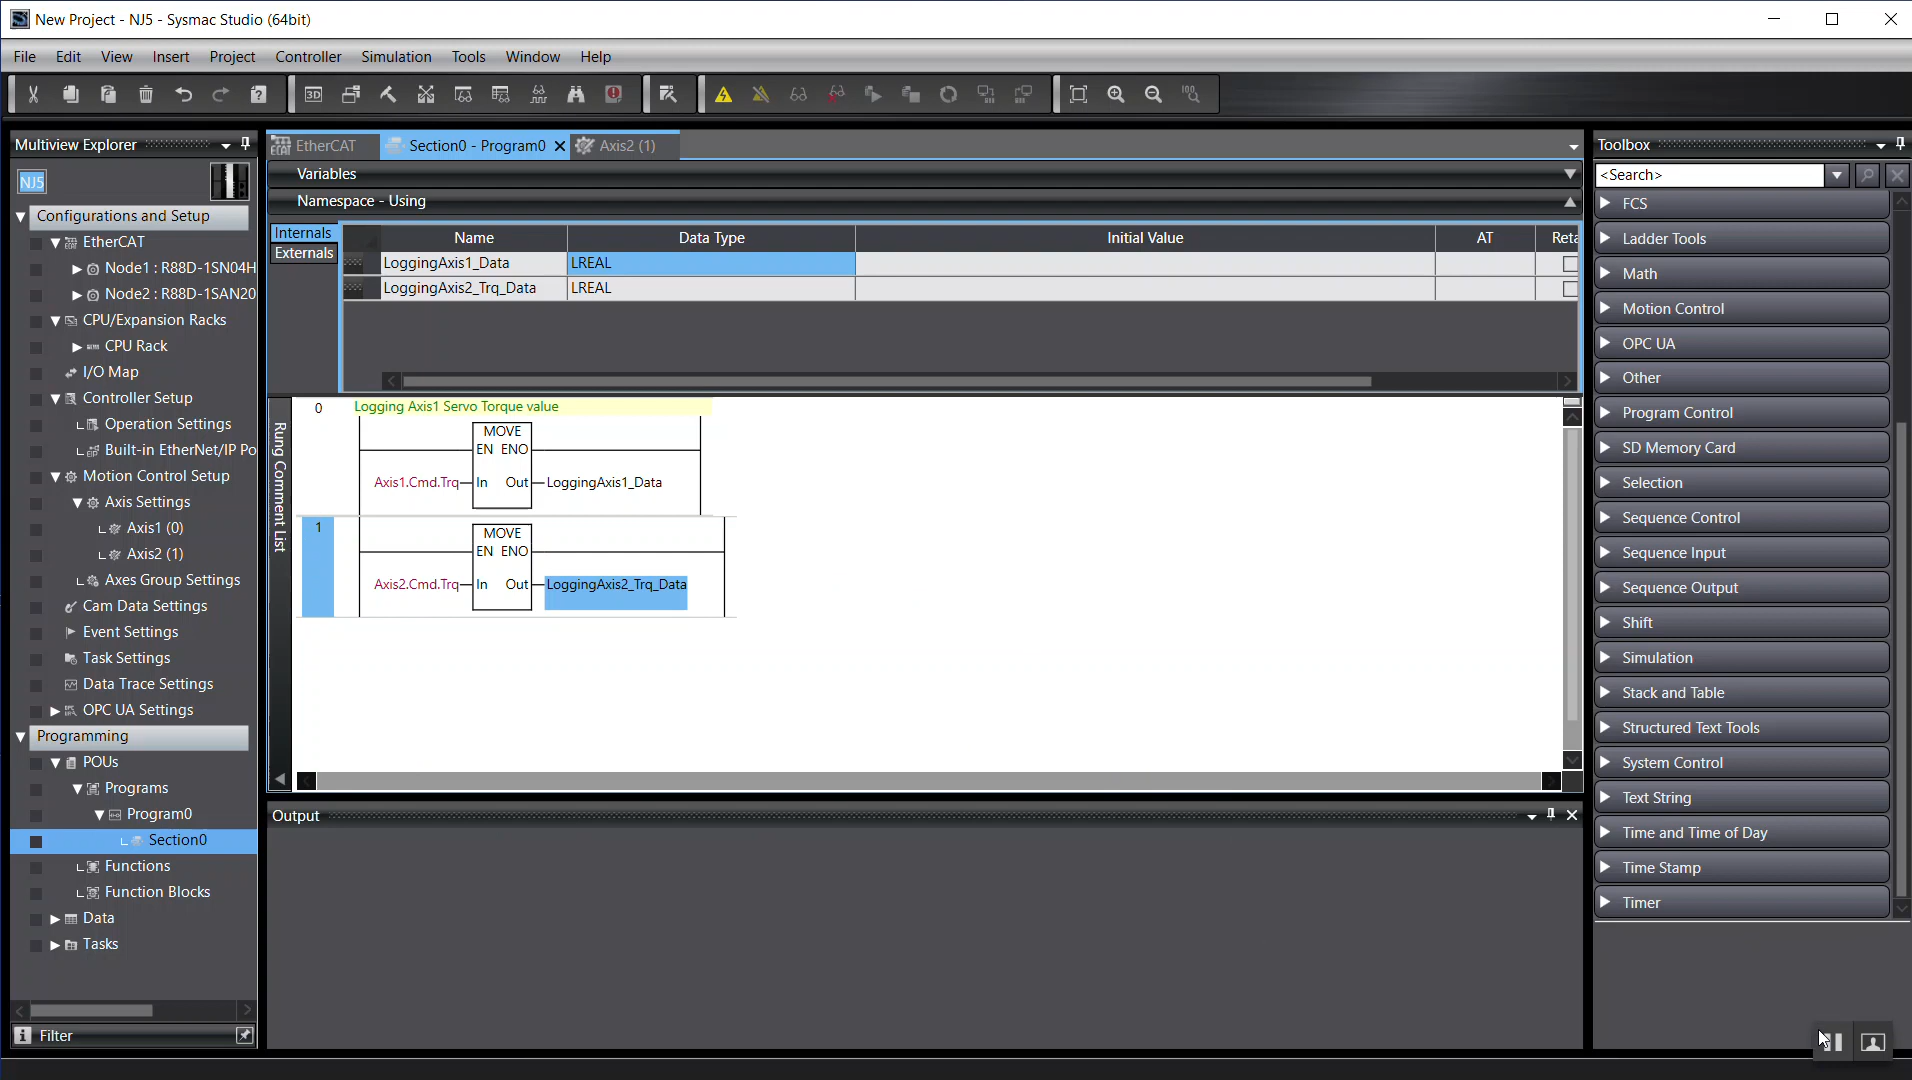 New Project - NJ5 - Sysmac Studio (64bit)
File Edit View Insert Project Controller Simulation Tools Window Help
Multiview Explorer
NJ5
Configurations and Setup
EtherCAT
Node1 : R88D-1SN04H
Node2 : R88D-1SAN20
CPU/Expansion Racks
CPU Rack
I/O Map
Controller Setup
Operation Settings
Built-in EtherNet/IP Po
Motion Control Setup
Axis Settings
Axis1 (0)
Axis2 (1)
Axes Group Settings
Cam Data Settings
Event Settings
Task Settings
Data Trace Settings
OPC UA Settings
Programming
POUs
Programs
Program0
Section0
Functions
Function Blocks
Data
Tasks
Filter
EtherCAT Section0 - Program0 Axis2 (1)
Variables
Namespace - Using
Internals
Externals
Name Data Type Initial Value AT Reta
LoggingAxis1_Data LREAL
LoggingAxis2_Trq_Data LREAL
Rung Comment List
0 Logging Axis1 Servo Torque value
MOVE
EN ENO
Axis1.Cmd.Trq In Out LoggingAxis1_Data
1
MOVE
EN ENO
Axis2.Cmd.Trq In Out LoggingAxis2_Trq_Data
Output
Toolbox
<Search>
FCS
Ladder Tools
Math
Motion Control
OPC UA
Other
Program Control
SD Memory Card
Selection
Sequence Control
Sequence Input
Sequence Output
Shift
Simulation
Stack and Table
Structured Text Tools
System Control
Text String
Time and Time of Day
Time Stamp
Timer